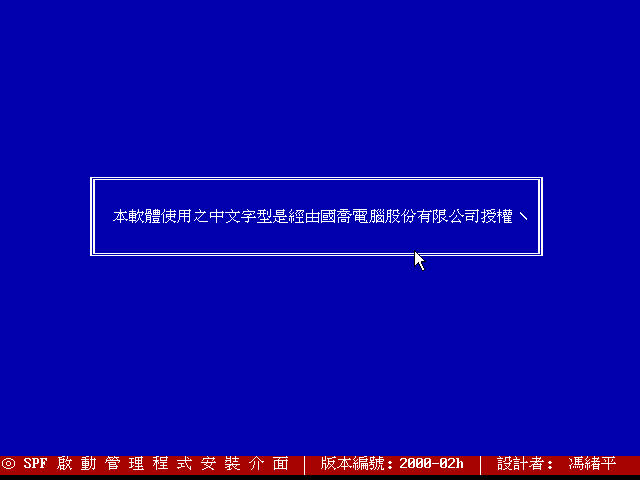 本軟體使用之中文字型是經由國喬電腦股份有限公司授權
◎ SPF 啟 動 管 理 程 式 安 裝 介 面 │ 版本編號：2000-02h │ 設計者： 馮緒平